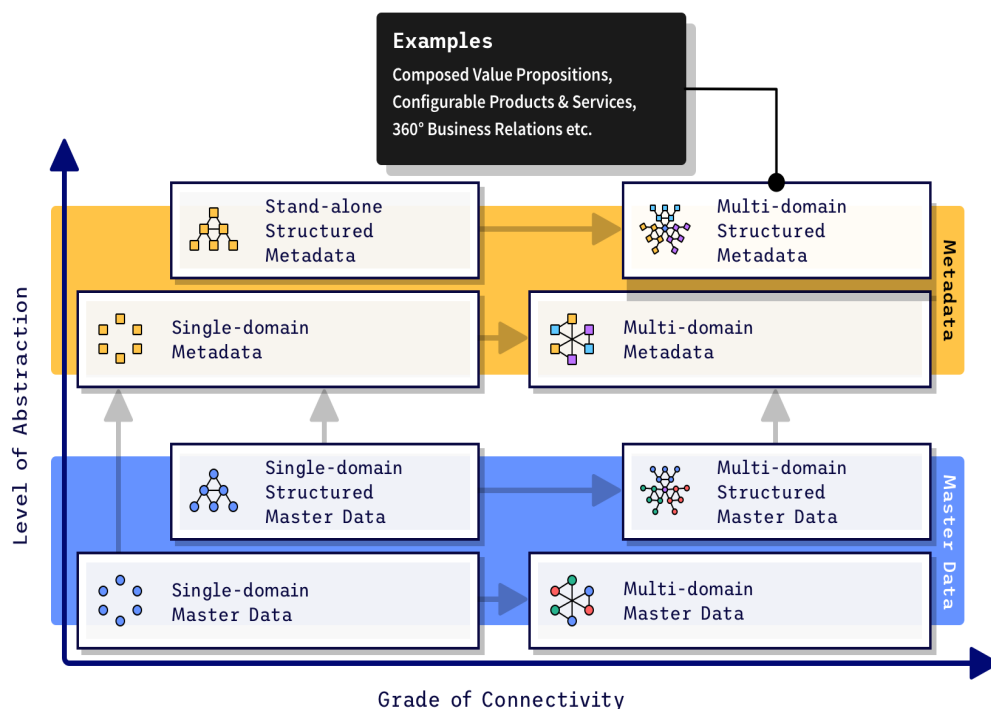 Examples
Composed Value Propositions,
Configurable Products & Services,
360° Business Relations etc.
Stand-alone
Structured
Metadata
Multi-domain
Structured
Metadata
Single-domain
Metadata
Multi-domain
Metadata
Metadata
Single-domain
Structured
Master Data
Multi-domain
Structured
Master Data
Single-domain
Master Data
Multi-domain
Master Data
Master Data
Level of Abstraction
Grade of Connectivity